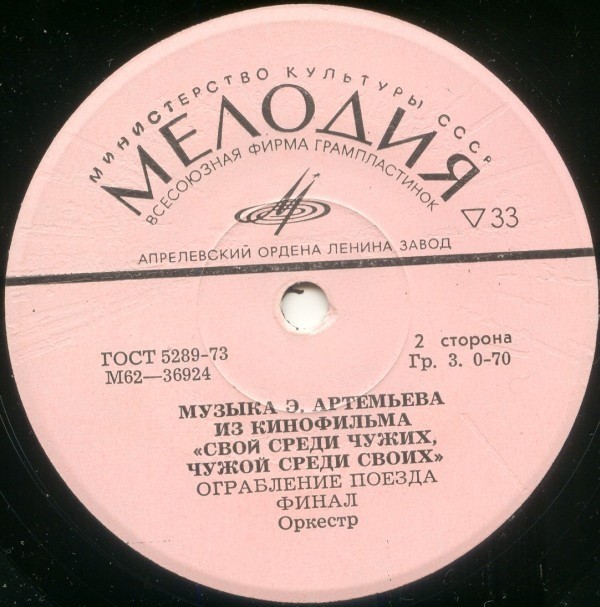 МИНИСТЕРСТВО КУЛЬТУРЫ СССР
МЕЛОДИЯ
ВСЕСОЮЗНАЯ ФИРМА ГРАМПЛАСТИНОК
▽33
АПРЕЛЕВСКИЙ ОРДЕНА ЛЕНИНА ЗАВОД
ГОСТ 5289-73
М62—36924
2 сторона
Гр. 3. 0-70
МУЗЫКА Э. АРТЕМЬЕВА
ИЗ КИНОФИЛЬМА
«СВОЙ СРЕДИ ЧУЖИХ,
ЧУЖОЙ СРЕДИ СВОИХ»
ОГРАБЛЕНИЕ ПОЕЗДА
ФИНАЛ
Оркестр